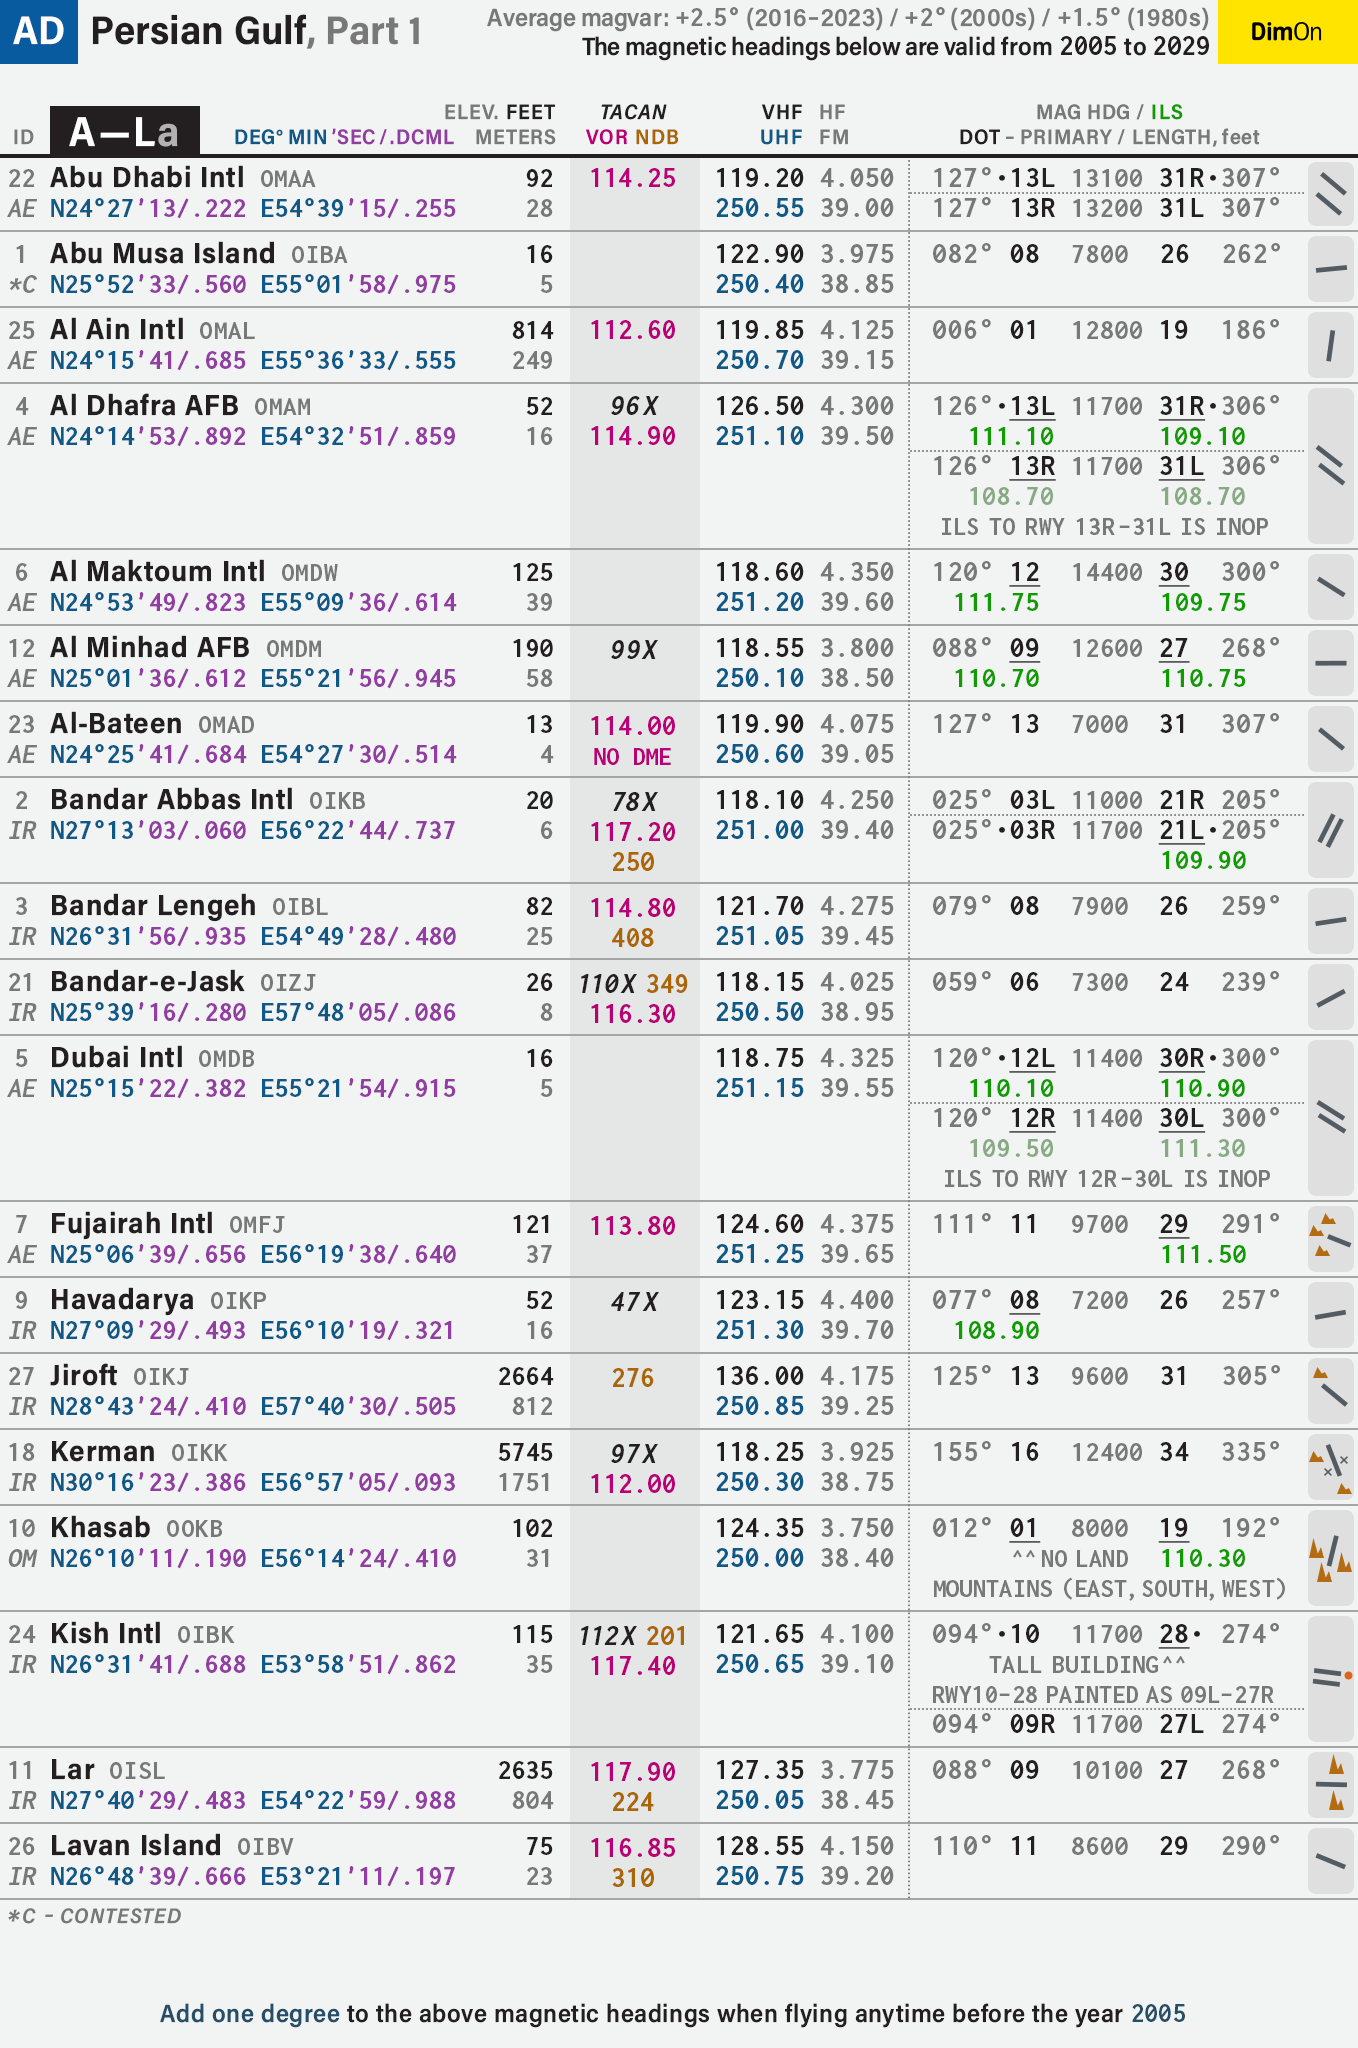 AD Persian Gulf, Part 1 Average magvar: +2.5° (2016–2023) / +2° (2000s) / +1.5° (1980s)
The magnetic headings below are valid from 2005 to 2029
DimOn
ELEV. FEET TACAN VHF HF MAG HDG / ILS
ID A—La DEG° MIN'SEC/.DCML METERS VOR NDB UHF FM DOT – PRIMARY / LENGTH, feet
22 Abu Dhabi Intl OMAA 92 114.25 119.20 4.050 127°·13L 13100 31R·307°
AE N24°27'13/.222 E54°39'15/.255 28 250.55 39.00 127° 13R 13200 31L 307°
1 Abu Musa Island OIBA 16 122.90 3.975 082° 08 7800 26 262°
*C N25°52'33/.560 E55°01'58/.975 5 250.40 38.85
25 Al Ain Intl OMAL 814 112.60 119.85 4.125 006° 01 12800 19 186°
AE N24°15'41/.685 E55°36'33/.555 249 250.70 39.15
4 Al Dhafra AFB OMAM 52 96X 126.50 4.300 126°·13L 11700 31R·306°
AE N24°14'53/.892 E54°32'51/.859 16 114.90 251.10 39.50 111.10 109.10
126° 13R 11700 31L 306°
108.70 108.70
ILS TO RWY 13R–31L IS INOP
6 Al Maktoum Intl OMDW 125 118.60 4.350 120° 12 14400 30 300°
AE N24°53'49/.823 E55°09'36/.614 39 251.20 39.60 111.75 109.75
12 Al Minhad AFB OMDM 190 99X 118.55 3.800 088° 09 12600 27 268°
AE N25°01'36/.612 E55°21'56/.945 58 250.10 38.50 110.70 110.75
23 Al-Bateen OMAD 13 114.00 119.90 4.075 127° 13 7000 31 307°
AE N24°25'41/.684 E54°27'30/.514 4 NO DME 250.60 39.05
2 Bandar Abbas Intl OIKB 20 78X 118.10 4.250 025° 03L 11000 21R 205°
IR N27°13'03/.060 E56°22'44/.737 6 117.20 251.00 39.40 025°·03R 11700 21L·205°
250 109.90
3 Bandar Lengeh OIBL 82 114.80 121.70 4.275 079° 08 7900 26 259°
IR N26°31'56/.935 E54°49'28/.480 25 408 251.05 39.45
21 Bandar-e-Jask OIZJ 26 110X 349 118.15 4.025 059° 06 7300 24 239°
IR N25°39'16/.280 E57°48'05/.086 8 116.30 250.50 38.95
5 Dubai Intl OMDB 16 118.75 4.325 120°·12L 11400 30R·300°
AE N25°15'22/.382 E55°21'54/.915 5 251.15 39.55 110.10 110.90
120° 12R 11400 30L 300°
109.50 111.30
ILS TO RWY 12R–30L IS INOP
7 Fujairah Intl OMFJ 121 113.80 124.60 4.375 111° 11 9700 29 291°
AE N25°06'39/.656 E56°19'38/.640 37 251.25 39.65 111.50
9 Havadarya OIKP 52 47X 123.15 4.400 077° 08 7200 26 257°
IR N27°09'29/.493 E56°10'19/.321 16 251.30 39.70 108.90
27 Jiroft OIKJ 2664 276 136.00 4.175 125° 13 9600 31 305°
IR N28°43'24/.410 E57°40'30/.505 812 250.85 39.25
18 Kerman OIKK 5745 97X 118.25 3.925 155° 16 12400 34 335°
IR N30°16'23/.386 E56°57'05/.093 1751 112.00 250.30 38.75
10 Khasab OOKB 102 124.35 3.750 012° 01 8000 19 192°
OM N26°10'11/.190 E56°14'24/.410 31 250.00 38.40 ^^NO LAND 110.30
MOUNTAINS (EAST, SOUTH, WEST)
24 Kish Intl OIBK 115 112X 201 121.65 4.100 094°·10 11700 28· 274°
IR N26°31'41/.688 E53°58'51/.862 35 117.40 250.65 39.10 TALL BUILDING^^
RWY10–28 PAINTED AS 09L–27R
094° 09R 11700 27L 274°
11 Lar OISL 2635 117.90 127.35 3.775 088° 09 10100 27 268°
IR N27°40'29/.483 E54°22'59/.988 804 224 250.05 38.45
26 Lavan Island OIBV 75 116.85 128.55 4.150 110° 11 8600 29 290°
IR N26°48'39/.666 E53°21'11/.197 23 310 250.75 39.20
*C – CONTESTED
Add one degree to the above magnetic headings when flying anytime before the year 2005